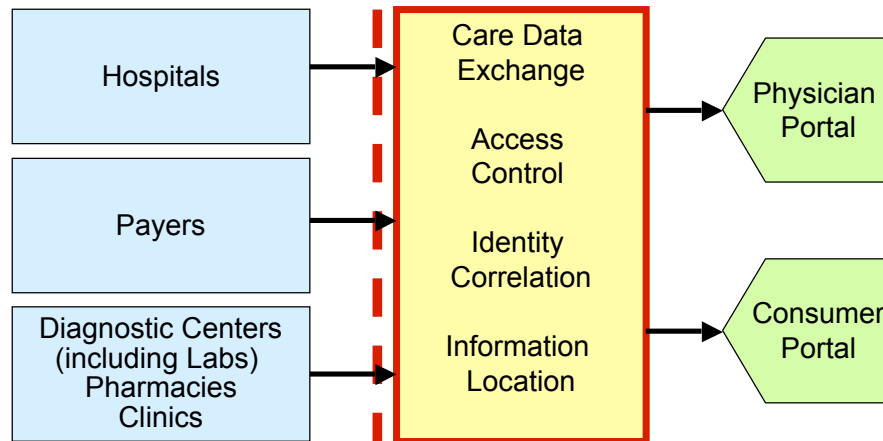 Hospitals
Payers
Diagnostic Centers
(including Labs)
Pharmacies
Clinics
Care Data
Exchange
Access
Control
Identity
Correlation
Information
Location
Physician
Portal
Consumer
Portal